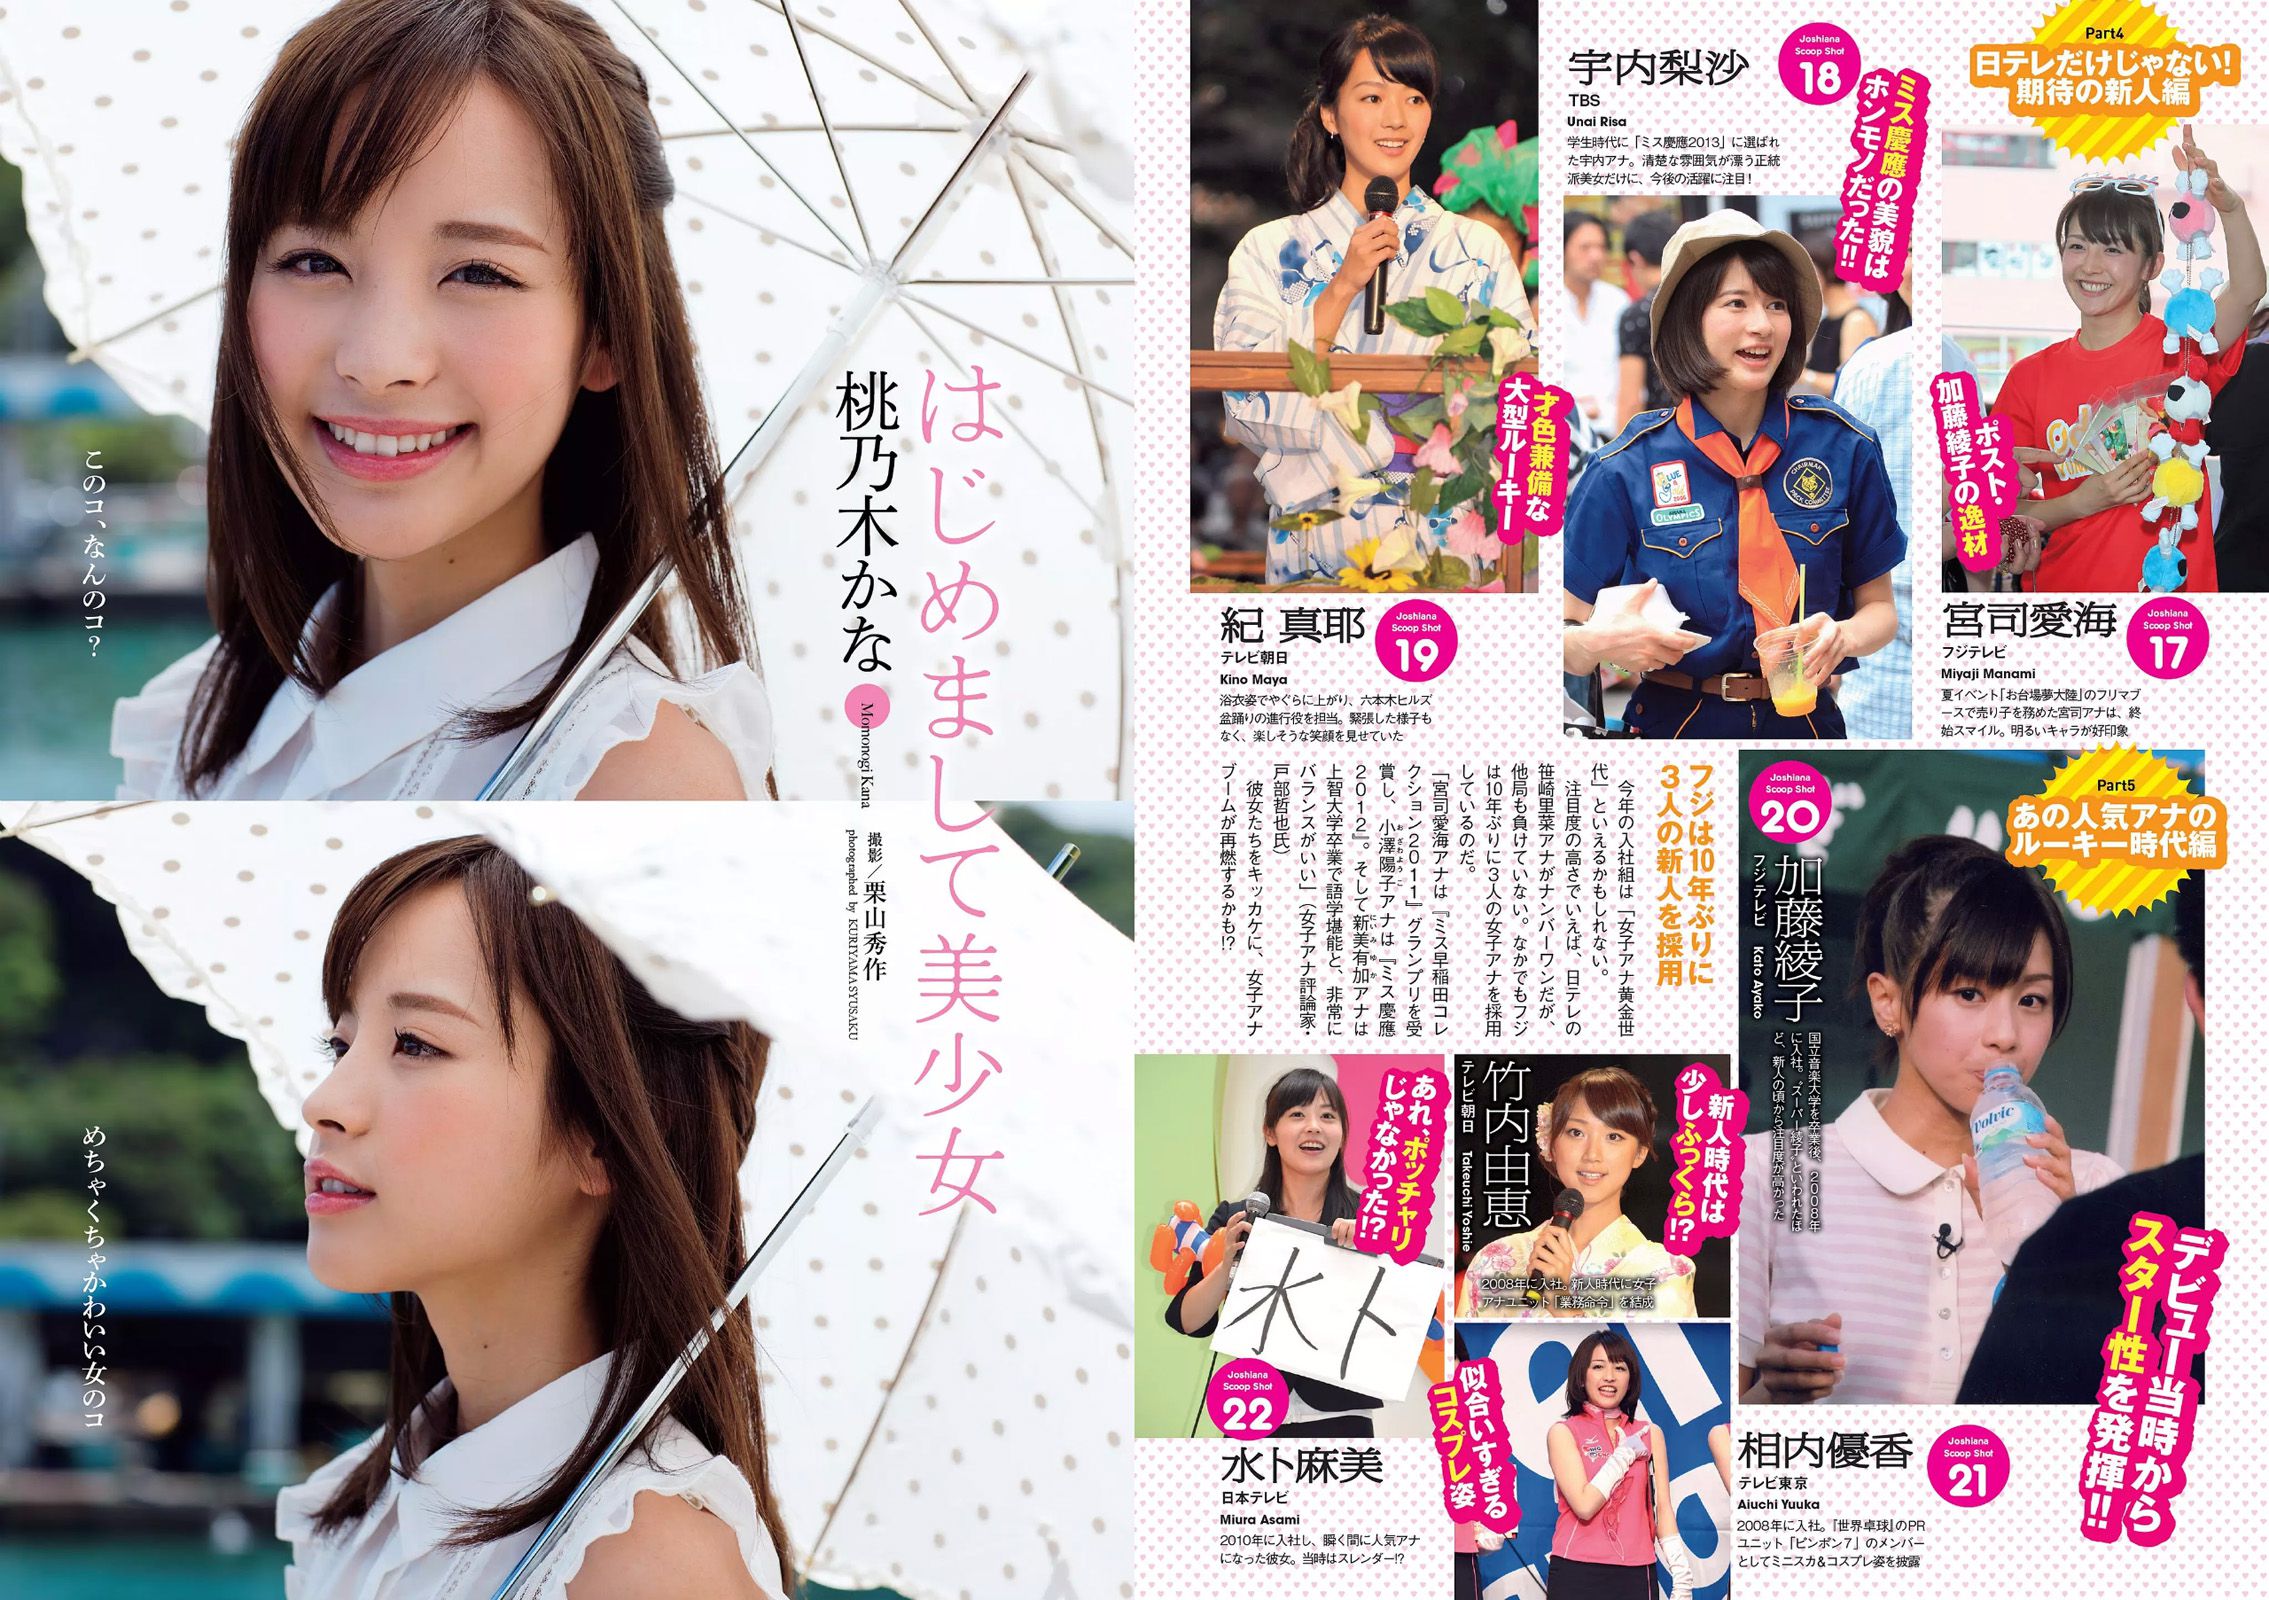 Part4
日テレだけじゃない!
期待の新人編
ポスト・
加藤綾子の逸材
宮司愛海
フジテレビ
Miyaji Manami
Joshiana
Scoop Shot
17
夏イベント「お台場夢大陸」のフリマブ
ースで売り子を務めた宮司アナは、終
始スマイル。明るいキャラが好印象
宇内梨沙
TBS
Unai Risa
Joshiana
Scoop Shot
18
学生時代に「ミス慶應2013」に選ばれ
た宇内アナ。清楚な雰囲気が漂う正統
派美女だけに、今後の活躍に注目!
ミス慶應の美貌は
ホンモノだった!!
BLUE
2006
OLYMPICS
CHAIRMAN
PACK COMMITTEE
才色兼備な
大型ルーキー
紀 真耶
テレビ朝日
Kino Maya
Joshiana
Scoop Shot
19
浴衣姿でやぐらに上がり、六本木ヒルズ
盆踊りの進行役を担当。緊張した様子も
なく、楽しそうな笑顔を見せていた
フジは10年ぶりに
3人の新人を採用
今年の入社組は「女子アナ黄金世
代」といえるかもしれない。
注目度の高さでいえば、日テレの
笹崎里菜アナがナンバーワンだが、
他局も負けていない。なかでもフジ
は10年ぶりに3人の女子アナを採用
しているのだ。
「宮司愛海アナは『ミス早稲田コレ
クション2011』グランプリを受
賞し、小澤陽子アナは『ミス慶應
おざわようこ
2012』。そして新美有加アナは
にいみゆか
上智大学卒業で語学堪能と、非常に
バランスがいい」(女子アナ評論家・
戸部哲也氏)
彼女たちをキッカケに、女子アナ
ブームが再燃するかも!?
Part5
あの人気アナの
ルーキー時代編
Joshiana
Scoop Shot
20
加藤綾子
フジテレビ Kato Ayako
国立音楽大学を卒業後、2008年
に入社。“スーパー綾子”といわれたほ
ど、新人の頃から注目度が高かった
volvic
デビュー当時から
スター性を発揮!!
新人時代は
少しふっくら!?
竹内由恵
テレビ朝日 Takeuchi Yoshie
2008年に入社。新人時代に女子
アナユニット「業務命令」を結成
似合いすぎる
コスプレ姿
相内優香
テレビ東京
Aiuchi Yuuka
Joshiana
Scoop Shot
21
2008年に入社。『世界卓球』のPR
ユニット「ピンポン7」のメンバー
としてミニスカ&コスプレ姿を披露
あれ、ポッチャリ
じゃなかった!?
水卜
Joshiana
Scoop Shot
22
水卜麻美
日本テレビ
Miura Asami
2010年に入社し、瞬く間に人気アナ
になった彼女。当時はスレンダー!?
はじめまして美少女
桃乃木かな
Momonogi Kana
撮影/栗山秀作
photographed by KURIYAMA SYUSAKU
このコ、なんのコ?
めちゃくちゃかわいい女のコ